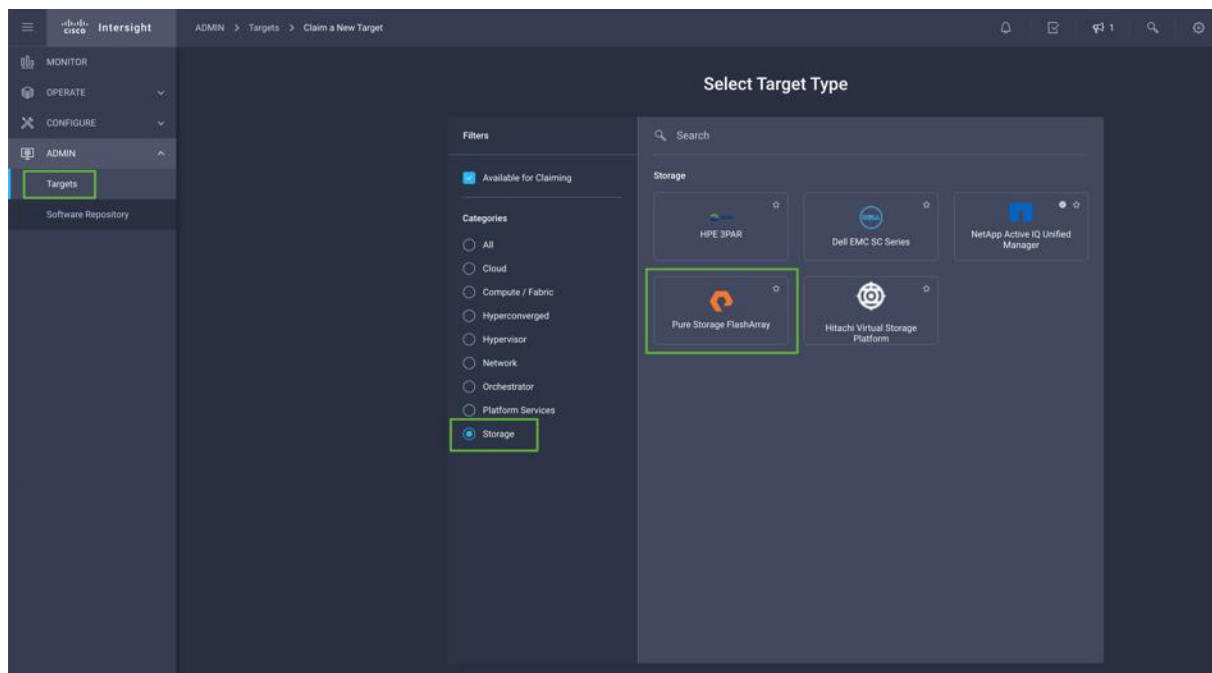 cisco Intersight
ADMIN > Targets > Claim a New Target
1
MONITOR
OPERATE
CONFIGURE
ADMIN
Targets
Software Repository
Select Target Type
Filters
Available for Claiming
Categories
All
Cloud
Compute / Fabric
Hyperconverged
Hypervisor
Network
Orchestrator
Platform Services
Storage
Search
Storage
HPE 3PAR
DELL
Dell EMC SC Series
NetApp Active IQ Unified
Manager
Pure Storage FlashArray
Hitachi Virtual Storage
Platform